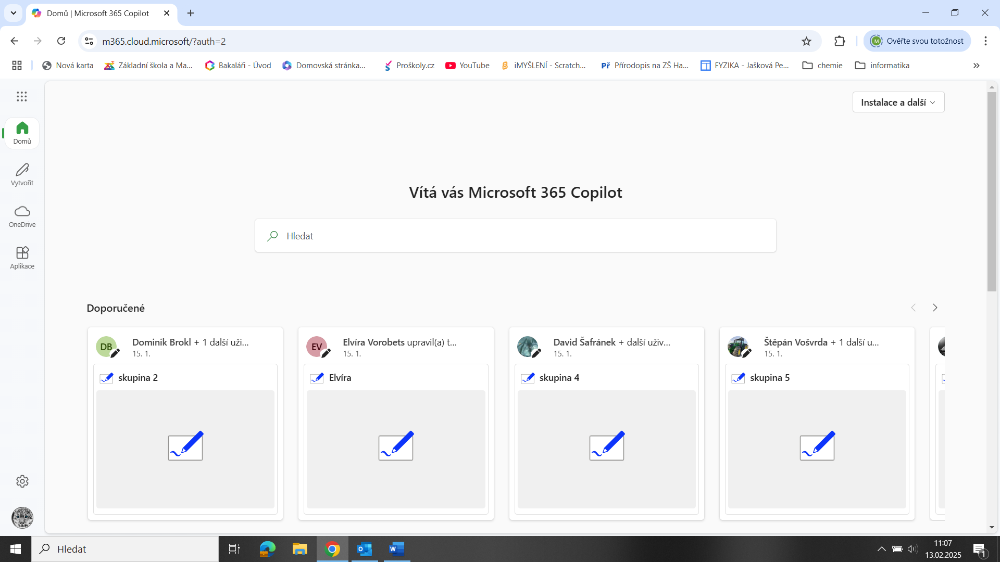 Domů | Microsoft 365 Copilot
m365.cloud.microsoft/?auth=2
M
Ověřte svou totožnost
Nová karta
Základní škola a Ma...
Bakaláři - Úvod
Domovská stránka...
Proškoly.cz
YouTube
iMYŠLENÍ - Scratch...
Př Přírodopis na ZŠ Ha...
FYZIKA - Jašková Pe...
chemie
informatika
Instalace a další
Domů
Vytvořit
OneDrive
Aplikace
Vítá vás Microsoft 365 Copilot
Hledat
Doporučené
DB
Dominik Brokl + 1 další uži...
15. 1.
skupina 2
EV
Elvíra Vorobets upravil(a) t...
15. 1.
Elvíra
David Šafránek + další uživ...
15. 1.
skupina 4
Štěpán Vošvrda + 1 další u...
15. 1.
skupina 5
Hledat
11:07
13.02.2025
1